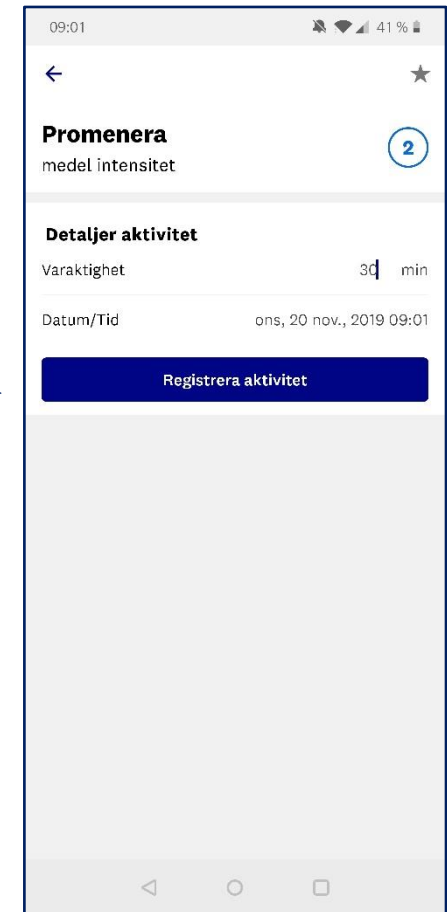 09:01 41 %
Promenera
2
medel intensitet
Detaljer aktivitet
Varaktighet 30 min
Datum/Tid ons, 20 nov., 2019 09:01
Registrera aktivitet